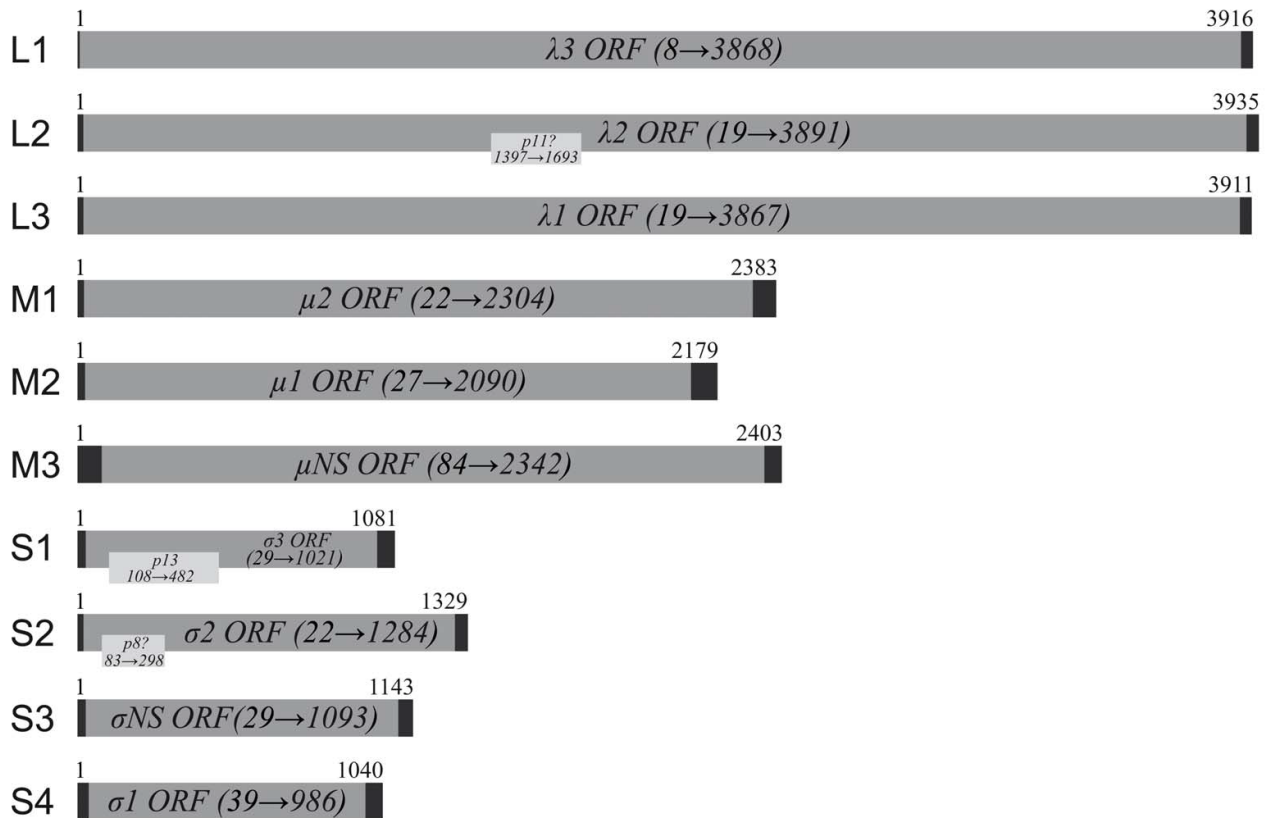 1 3916
L1 λ3 ORF (8→3868)
1 3935
L2 λ2 ORF (19→3891)
p11?
1397→1693
1 3911
L3 λ1 ORF (19→3867)
1 2383
M1 μ2 ORF (22→2304)
1 2179
M2 μ1 ORF (27→2090)
1 2403
M3 μNS ORF (84→2342)
1 1081
S1 σ3 ORF
(29→1021)
p13
108→482
1 1329
S2 σ2 ORF (22→1284)
p8?
83→298
1 1143
S3 σNS ORF(29→1093)
1 1040
S4 σ1 ORF (39→986)